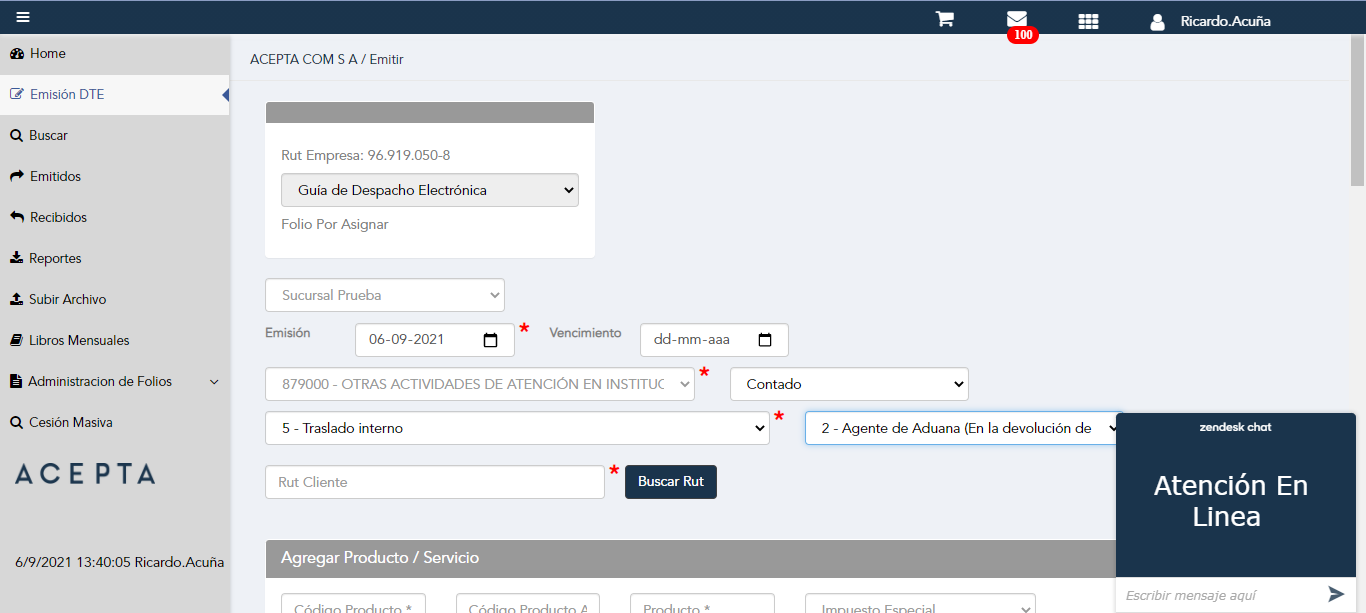 100
Ricardo.Acuña
Home
Emisión DTE
Buscar
Emitidos
Recibidos
Reportes
Subir Archivo
Libros Mensuales
Administracion de Folios
Cesión Masiva
ACEPTA
6/9/2021 13:40:05 Ricardo.Acuña
ACEPTA COM S A / Emitir
Rut Empresa: 96.919.050-8
Guía de Despacho Electrónica
Folio Por Asignar
Sucursal Prueba
Emisión 06-09-2021 * Vencimiento dd-mm-aaa
879000 - OTRAS ACTIVIDADES DE ATENCIÓN EN INSTITUC * Contado
5 - Traslado interno * 2 - Agente de Aduana (En la devolución de
Rut Cliente * Buscar Rut
Agregar Producto / Servicio
Código Producto * Código Producto A Producto * Impuesto Especial
zendesk chat
Atención En
Linea
Escribir mensaje aquí